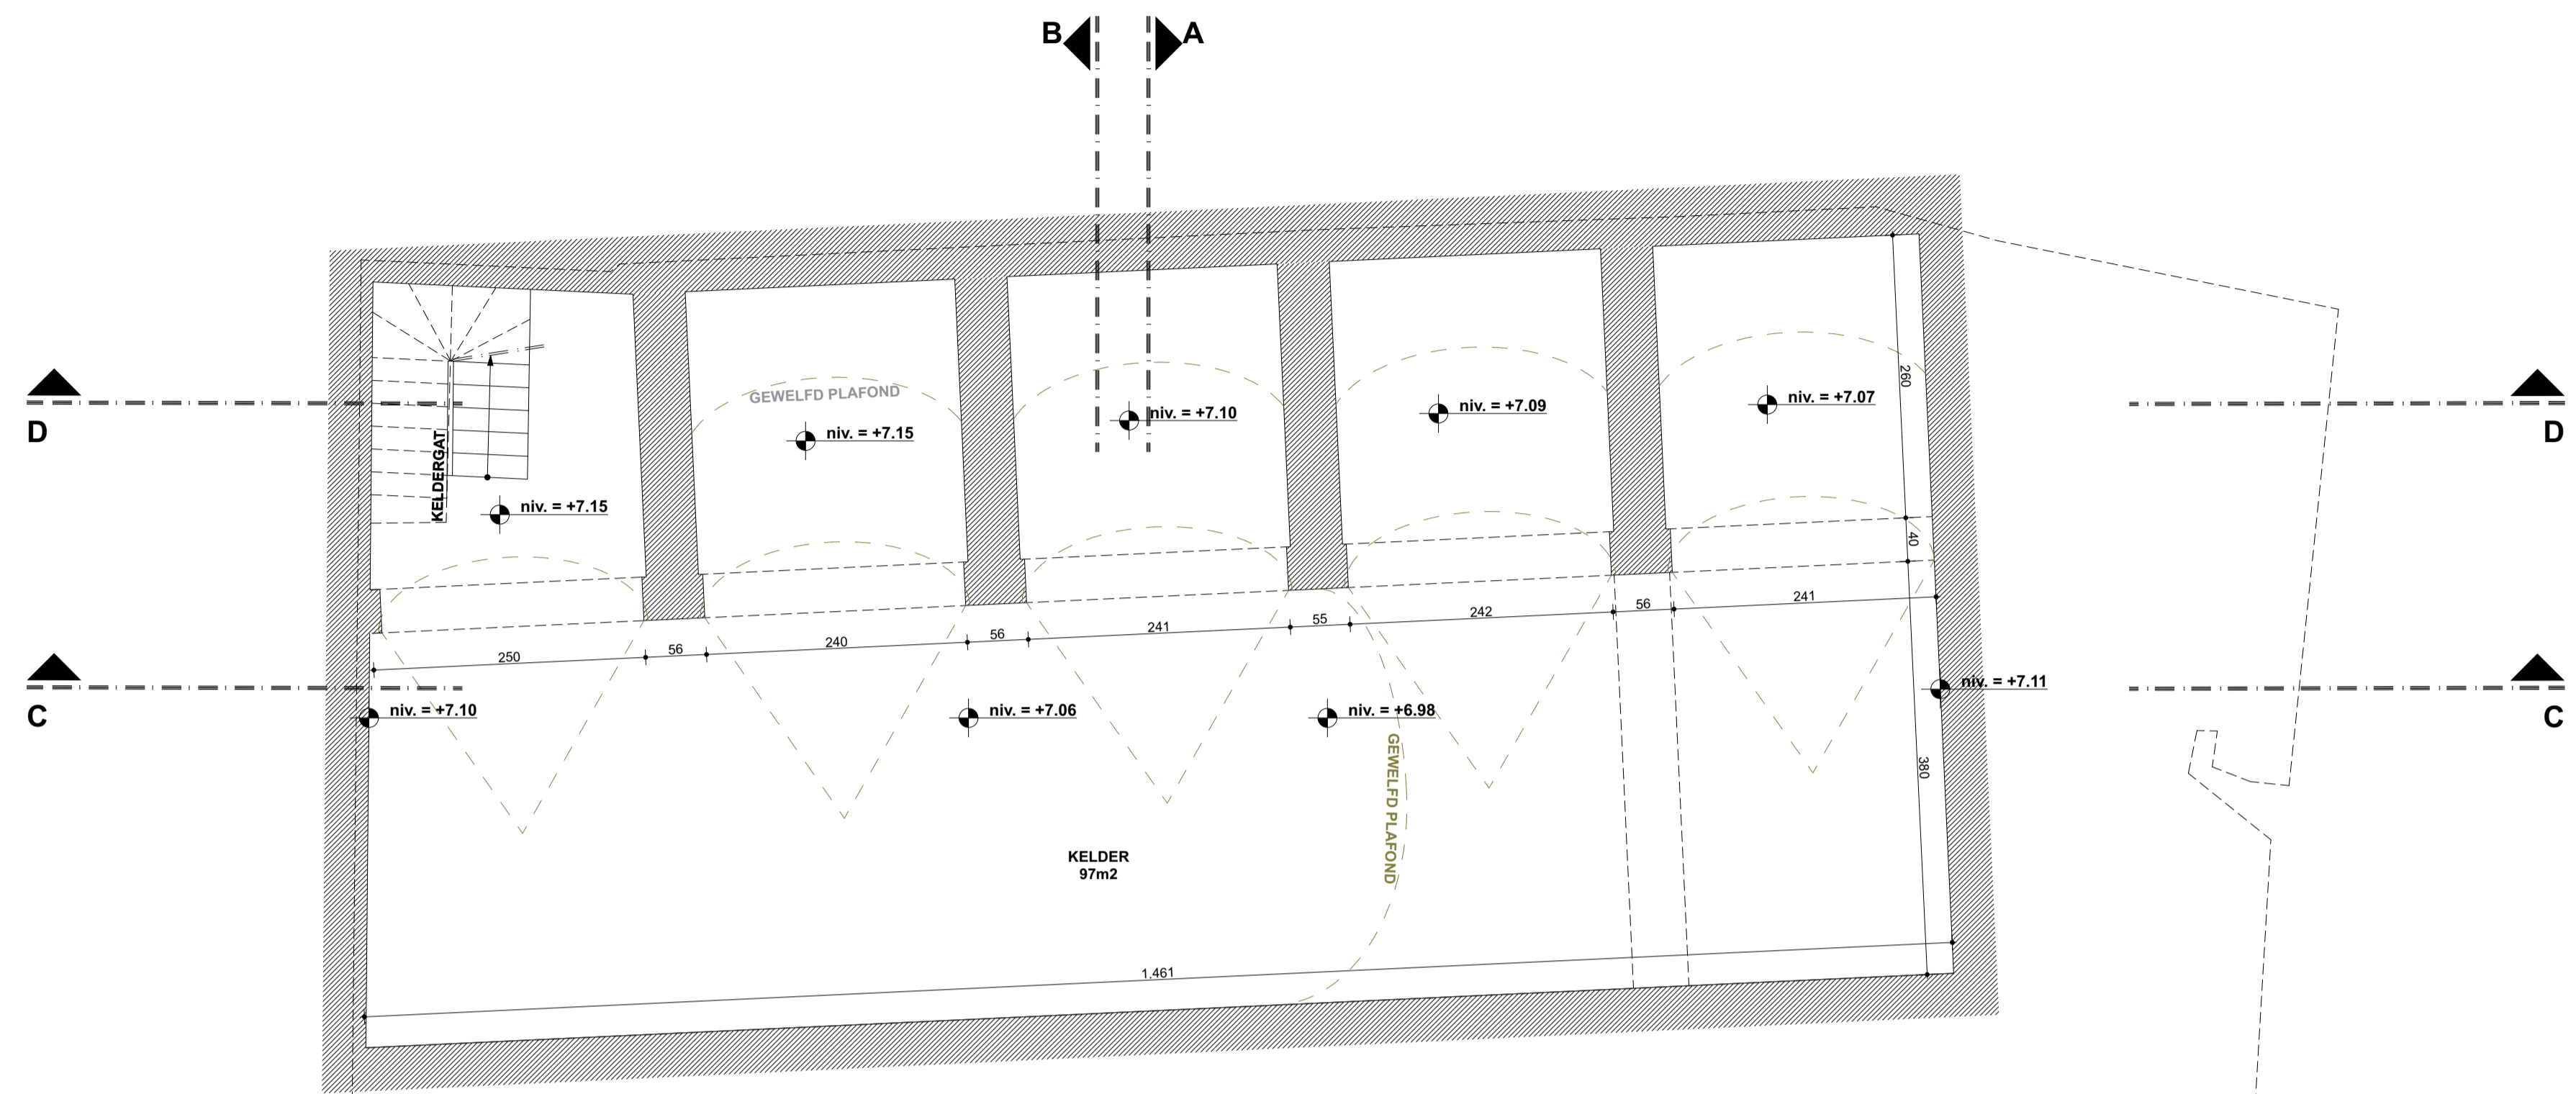 B
A
D
D
GEWELFD PLAFOND
niv. = +7.15
niv. = +7.10
niv. = +7.09
niv. = +7.07
260
KELDERGAT
niv. = +7.15
40
250
56
240
56
241
55
242
56
241
C
C
niv. = +7.10
niv. = +7.06
niv. = +6.98
niv. = +7.11
GEWELFD PLAFOND
380
KELDER
97m2
1.461